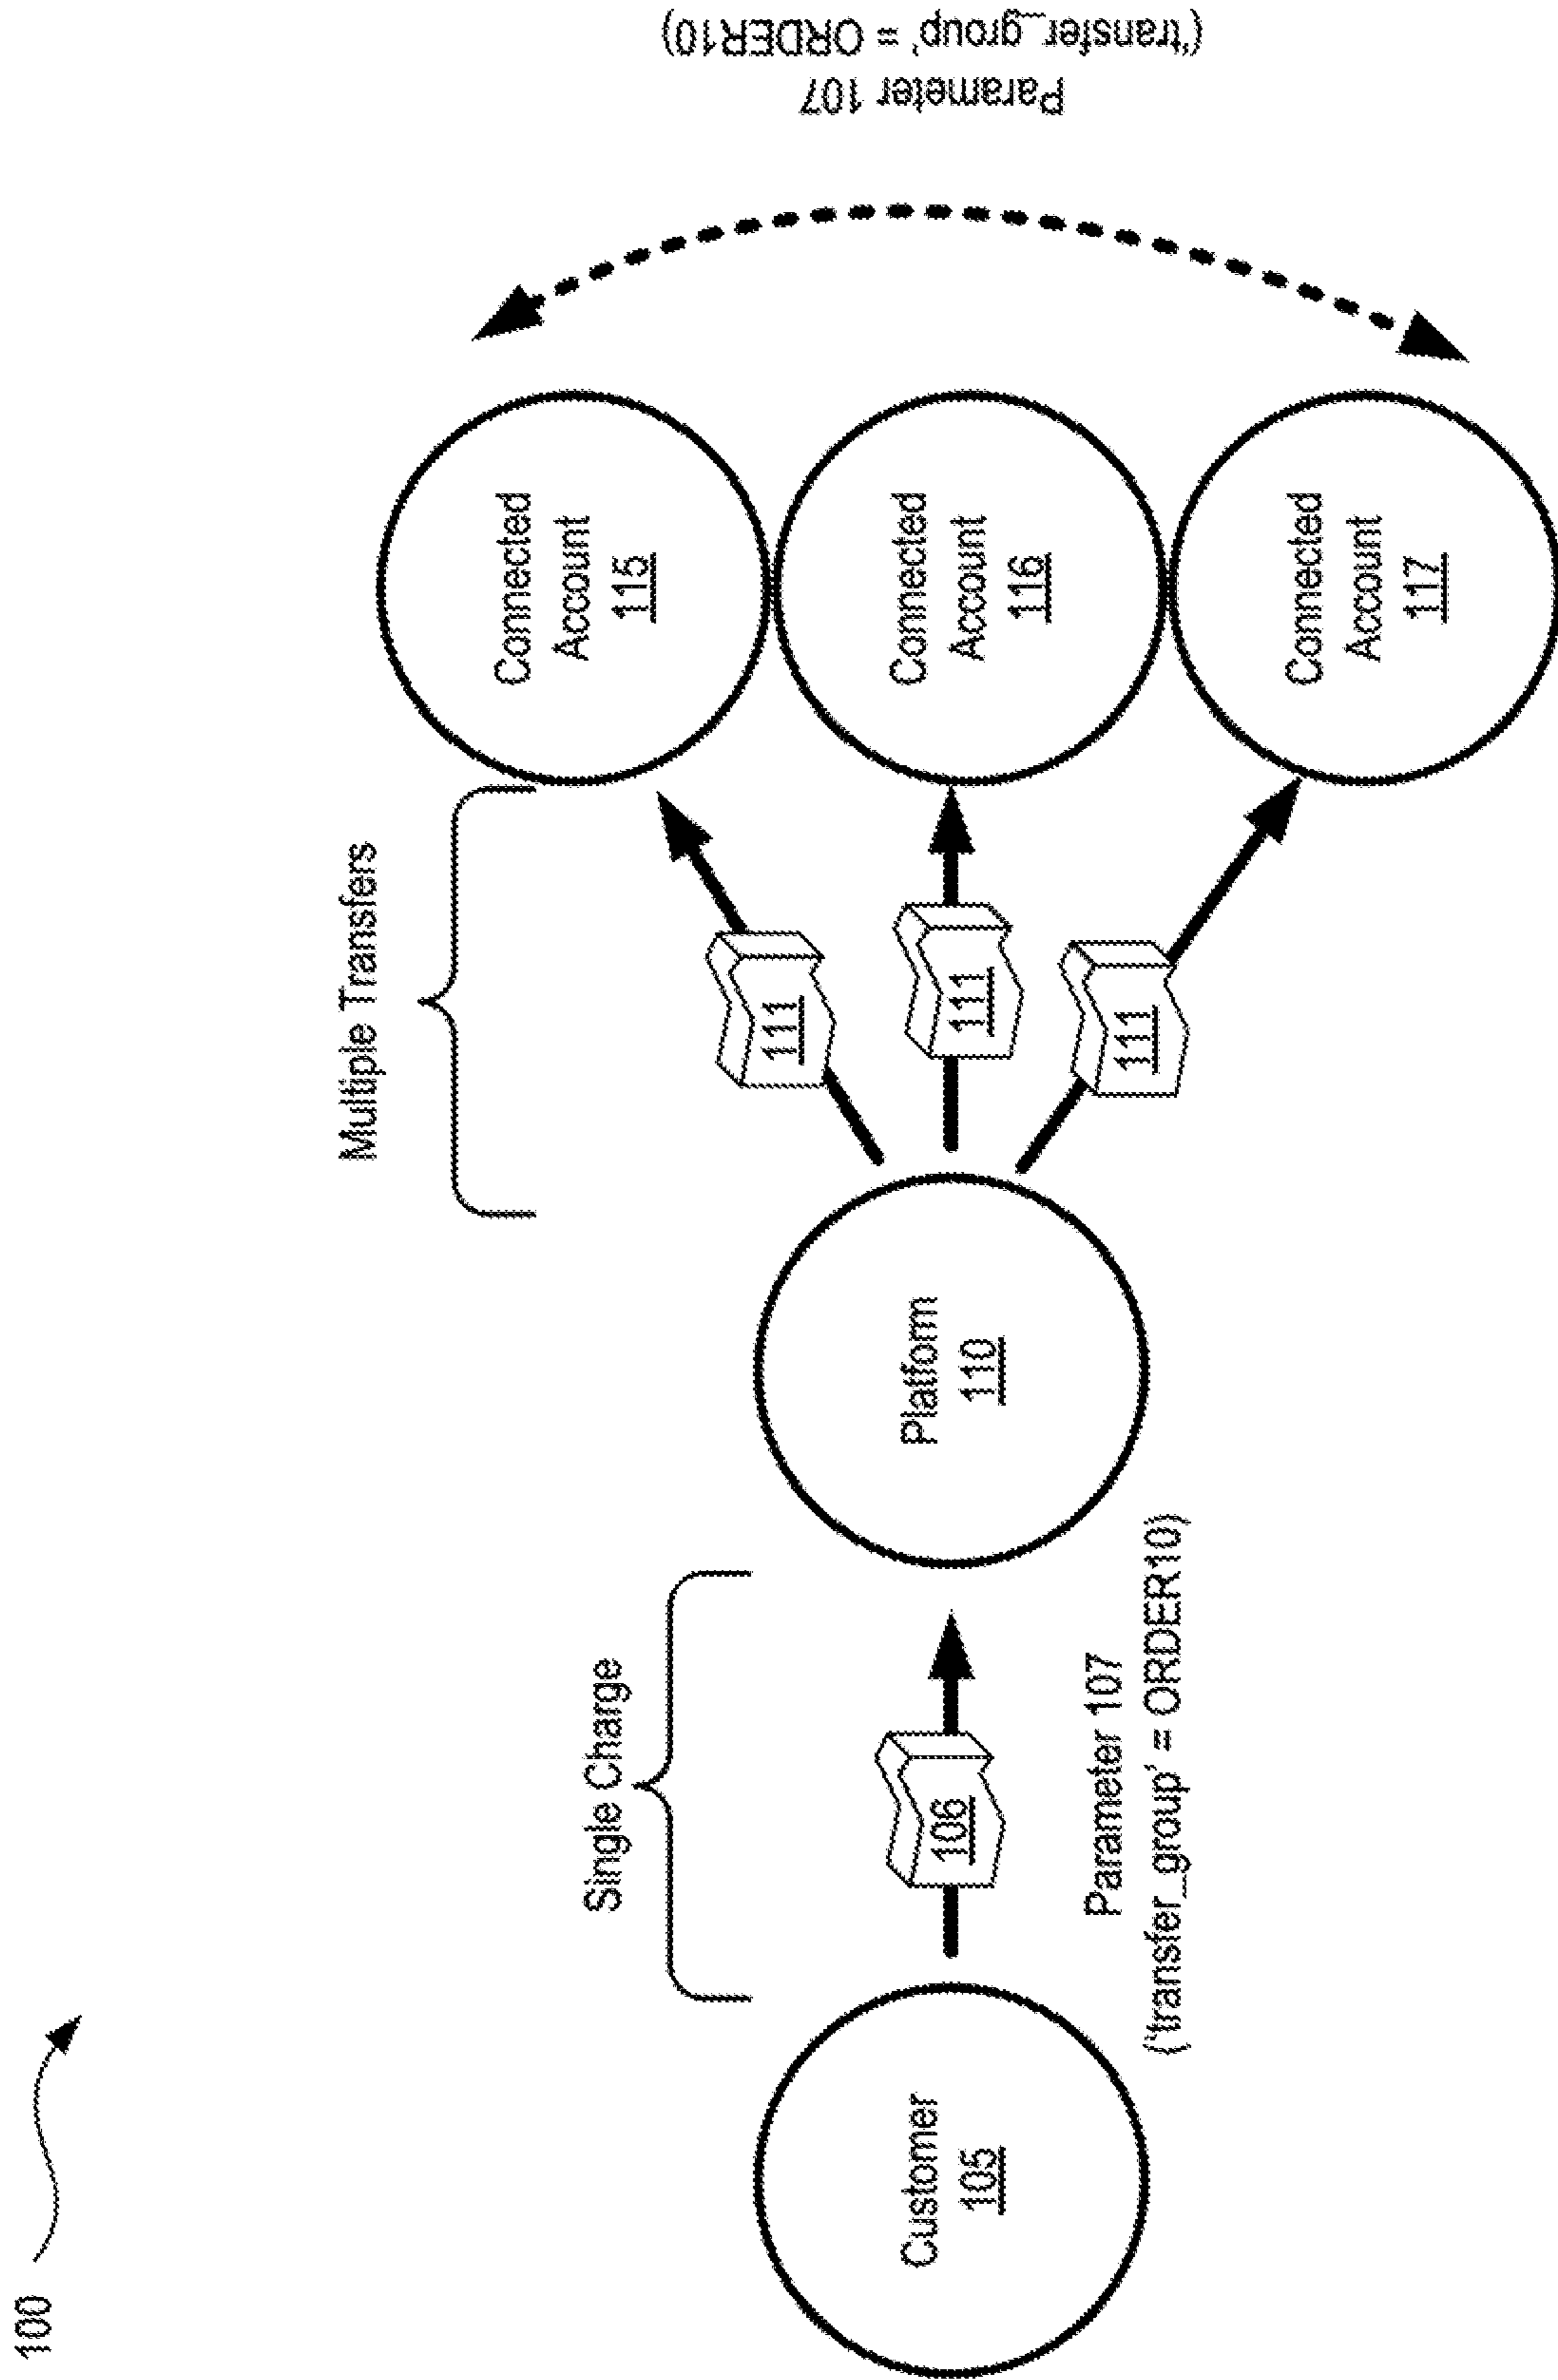 100
Customer
105
Single Charge
106
Parameter 107
('transfer_group' = ORDER10)
Platform
110
Multiple Transfers
111
111
111
Connected
Account
115
Connected
Account
116
Connected
Account
117
Parameter 107
('transfer_group' = ORDER10)